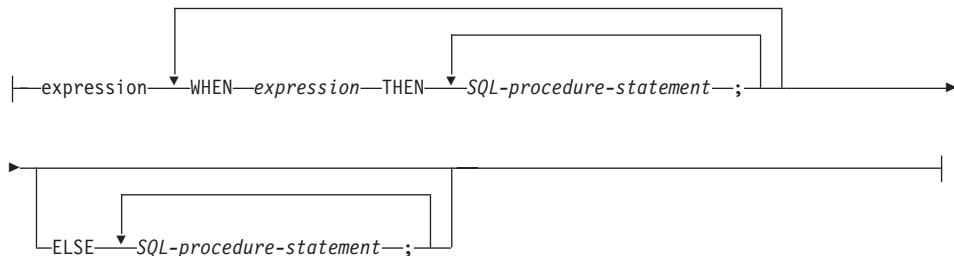 expression WHEN expression THEN SQL-procedure-statement ;
ELSE SQL-procedure-statement ;